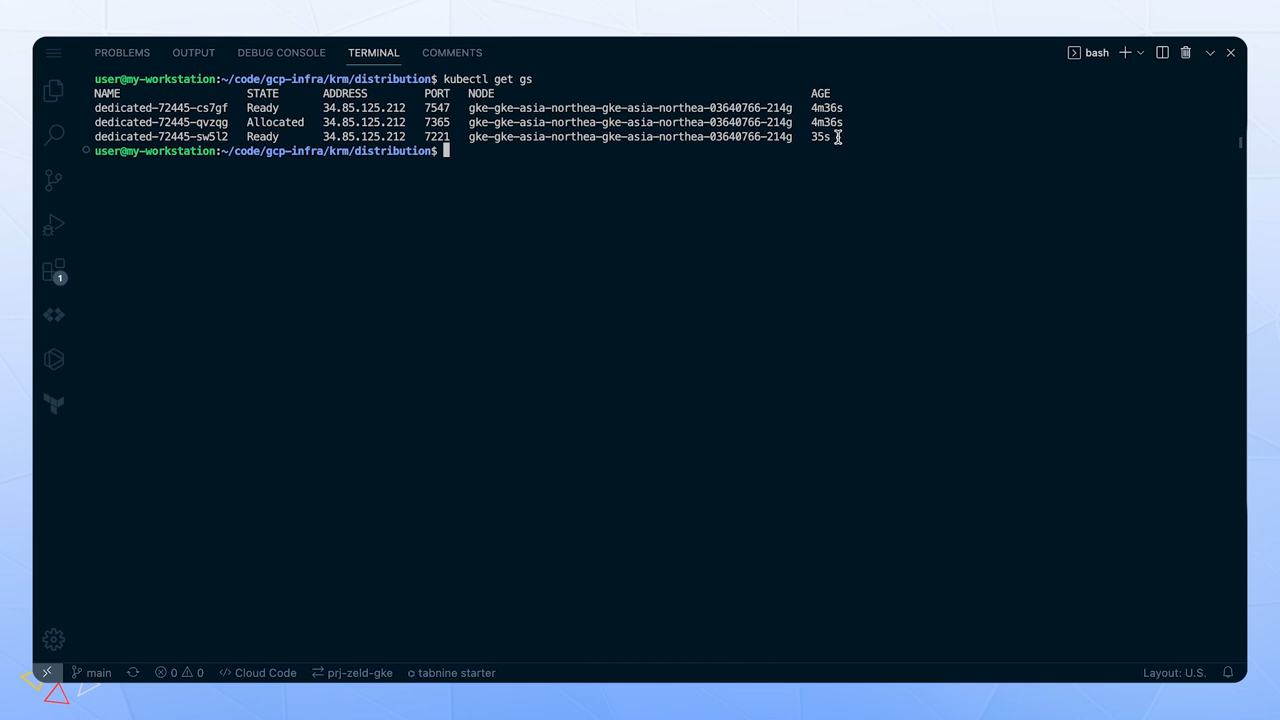 PROBLEMS OUTPUT DEBUG CONSOLE TERMINAL COMMENTS bash
user@my-workstation:~/code/gcp-infra/krm/distribution$ kubectl get gs
NAME STATE ADDRESS PORT NODE AGE
dedicated-72445-cs7gf Ready 34.85.125.212 7547 gke-gke-asia-northea-gke-asia-northea-03640766-214g 4m36s
dedicated-72445-qvzqg Allocated 34.85.125.212 7365 gke-gke-asia-northea-gke-asia-northea-03640766-214g 4m36s
dedicated-72445-sw5l2 Ready 34.85.125.212 7221 gke-gke-asia-northea-gke-asia-northea-03640766-214g 35s
user@my-workstation:~/code/gcp-infra/krm/distribution$
1
main 0 0 Cloud Code prj-zeld-gke tabnine starter Layout: U.S.